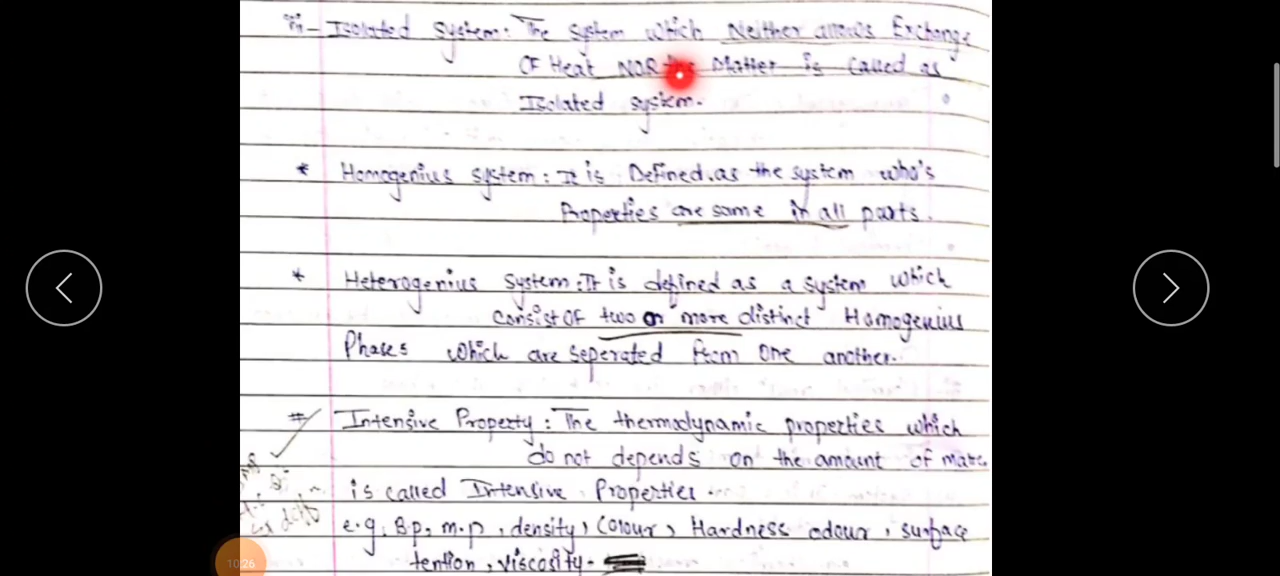 iii- Isolated System: The system which Neither allows Exchange
OF Heat NOR Matter is called as
Isolated system.
* Homogenius system: It is Defined as the system who's
Properties are same in all parts.
* Heterogenius System: It is defined as a system which
consist OF two or more distinct Homogenius
Phases which are seperated from one another.
# Intensive Property: The thermodynamic properties which
do not depends on the amount of
is called Intensive Properties.
e.g. B.p, m.p, density, colour, Hardness odour, surface
tention, viscosity-
10:26